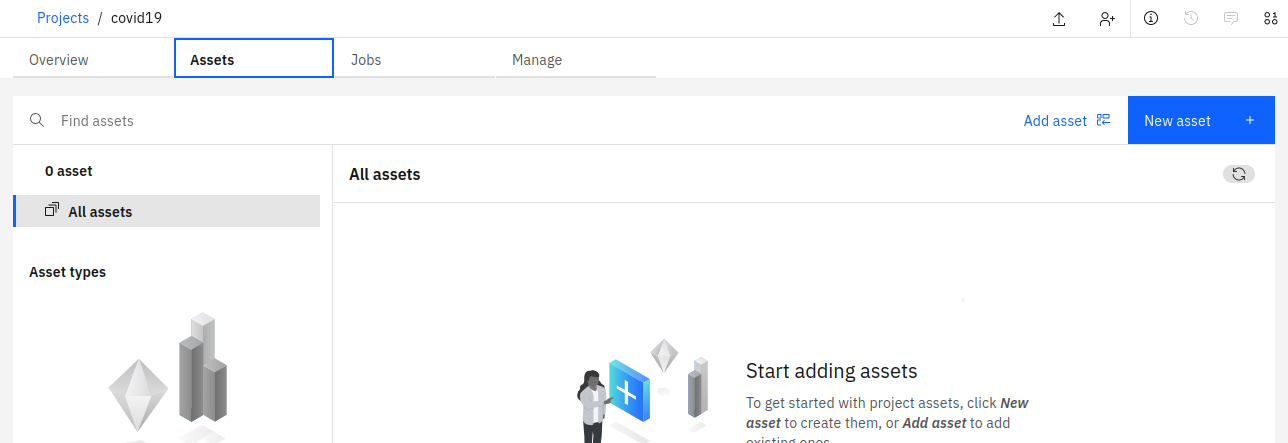 Projects / covid19
Overview
Assets
Jobs
Manage
Find assets
Add asset
New asset +
0 asset
All assets
All assets
Asset types
Start adding assets
To get started with project assets, click New
asset to create them, or Add asset to add
existing ones.